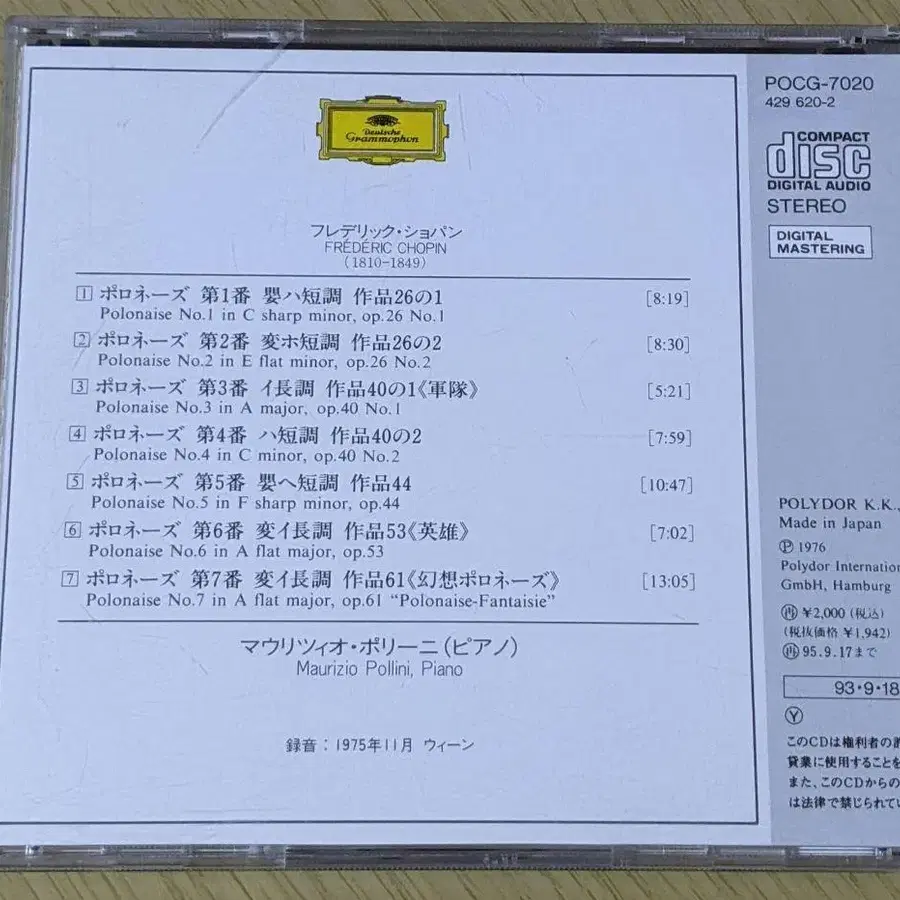 Deutsche
Grammophon
フレデリック・ショパン
FRÉDÉRIC CHOPIN
(1810-1849)
1 ポロネーズ 第1番 嬰ハ短調 作品26の1 [8:19]
Polonaise No.1 in C sharp minor, op.26 No.1
2 ポロネーズ 第2番 変ホ短調 作品26の2 [8:30]
Polonaise No.2 in E flat minor, op.26 No.2
3 ポロネーズ 第3番 イ長調 作品40の1《軍隊》 [5:21]
Polonaise No.3 in A major, op.40 No.1
4 ポロネーズ 第4番 ハ短調 作品40の2 [7:59]
Polonaise No.4 in C minor, op.40 No.2
5 ポロネーズ 第5番 嬰ヘ短調 作品44 [10:47]
Polonaise No.5 in F sharp minor, op.44
6 ポロネーズ 第6番 変イ長調 作品53《英雄》 [7:02]
Polonaise No.6 in A flat major, op.53
7 ポロネーズ 第7番 変イ長調 作品61《幻想ポロネーズ》 [13:05]
Polonaise No.7 in A flat major, op.61 “Polonaise-Fantaisie”
マウリツィオ・ポリーニ(ピアノ)
Maurizio Pollini, Piano
録音：1975年11月 ウィーン
POCG-7020
429 620-2
COMPACT
disc
DIGITAL AUDIO
STEREO
DIGITAL
MASTERING
POLYDOR K.K.,
Made in Japan
Ⓟ 1976
Polydor Internation
GmbH, Hamburg
再 ¥2,000 (税込)
(税抜価格 ¥1,942)
再 95.9.17まで
93・9・18
Ⓨ
このCDは権利者の
貸業に使用することを
また、このCDからの
は法律で禁じられてい